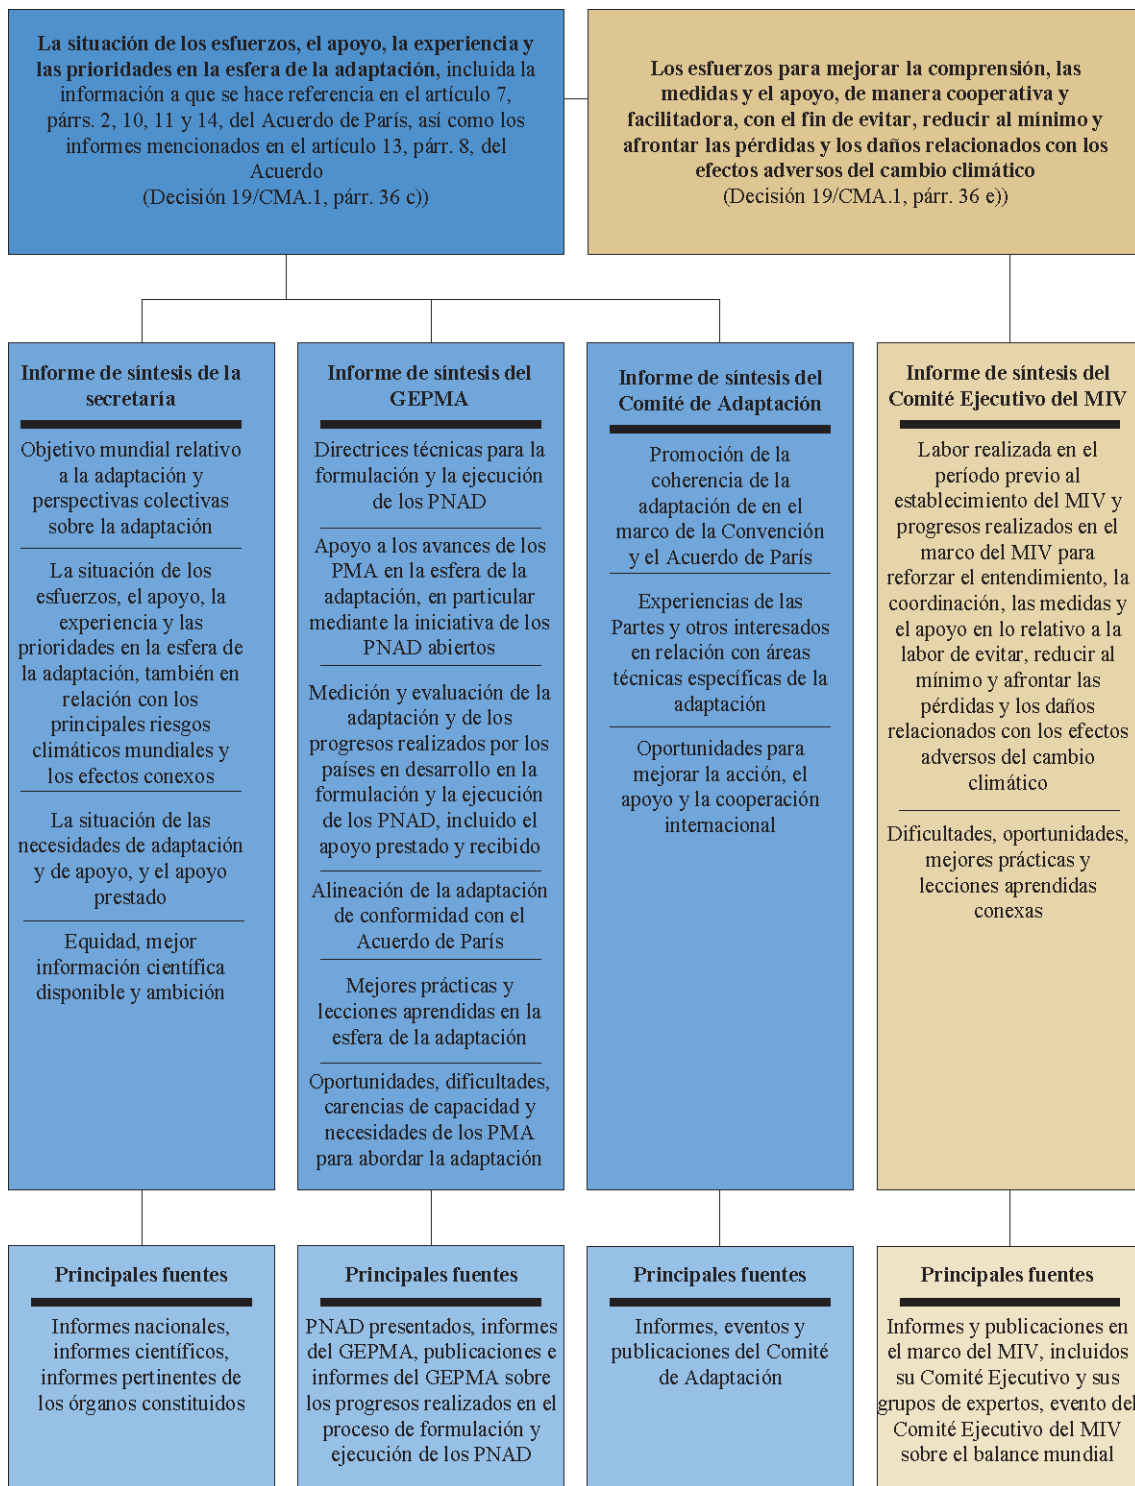 La situación de los esfuerzos, el apoyo, la experiencia y
las prioridades en la esfera de la adaptación, incluida la
información a que se hace referencia en el artículo 7,
párrs. 2, 10, 11 y 14, del Acuerdo de París, así como los
informes mencionados en el artículo 13, párr. 8, del
Acuerdo
(Decisión 19/CMA.1, párr. 36 c))
Los esfuerzos para mejorar la comprensión, las
medidas y el apoyo, de manera cooperativa y
facilitadora, con el fin de evitar, reducir al mínimo y
afrontar las pérdidas y los daños relacionados con los
efectos adversos del cambio climático
(Decisión 19/CMA.1, párr. 36 e))
Informe de síntesis de la
secretaría
Objetivo mundial relativo
a la adaptación y
perspectivas colectivas
sobre la adaptación
La situación de los
esfuerzos, el apoyo, la
experiencia y las
prioridades en la esfera de
la adaptación, también en
relación con los
principales riesgos
climáticos mundiales y
los efectos conexos
La situación de las
necesidades de adaptación
y de apoyo, y el apoyo
prestado
Equidad, mejor
información científica
disponible y ambición
Informe de síntesis del
GEPMA
Directrices técnicas para la
formulación y la ejecución
de los PNAD
Apoyo a los avances de los
PMA en la esfera de la
adaptación, en particular
mediante la iniciativa de los
PNAD abiertos
Medición y evaluación de la
adaptación y de los
progresos realizados por los
países en desarrollo en la
formulación y la ejecución
de los PNAD, incluido el
apoyo prestado y recibido
Alineación de la adaptación
de conformidad con el
Acuerdo de París
Mejores prácticas y
lecciones aprendidas en la
esfera de la adaptación
Oportunidades, dificultades,
carencias de capacidad y
necesidades de los PMA
para abordar la adaptación
Informe de síntesis del
Comité de Adaptación
Promoción de la
coherencia de la
adaptación de en el
marco de la Convención
y el Acuerdo de París
Experiencias de las
Partes y otros interesados
en relación con áreas
técnicas específicas de la
adaptación
Oportunidades para
mejorar la acción, el
apoyo y la cooperación
internacional
Informe de síntesis del
Comité Ejecutivo del MIV
Labor realizada en el
período previo al
establecimiento del MIV y
progresos realizados en el
marco del MIV para
reforzar el entendimiento, la
coordinación, las medidas y
el apoyo en lo relativo a la
labor de evitar, reducir al
mínimo y afrontar las
pérdidas y los daños
relacionados con los efectos
adversos del cambio
climático
Dificultades, oportunidades,
mejores prácticas y
lecciones aprendidas
conexas
Principales fuentes
Informes nacionales,
informes científicos,
informes pertinentes de
los órganos constituidos
Principales fuentes
PNAD presentados, informes
del GEPMA, publicaciones e
informes del GEPMA sobre
los progresos realizados en el
proceso de formulación y
ejecución de los PNAD
Principales fuentes
Informes, eventos y
publicaciones del Comité
de Adaptación
Principales fuentes
Informes y publicaciones en
el marco del MIV, incluidos
su Comité Ejecutivo y sus
grupos de expertos, evento del
Comité Ejecutivo del MIV
sobre el balance mundial